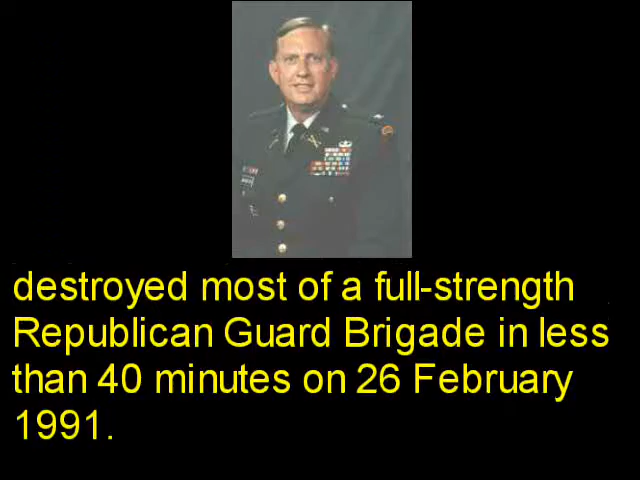 destroyed most of a full-strength
Republican Guard Brigade in less
than 40 minutes on 26 February
1991.